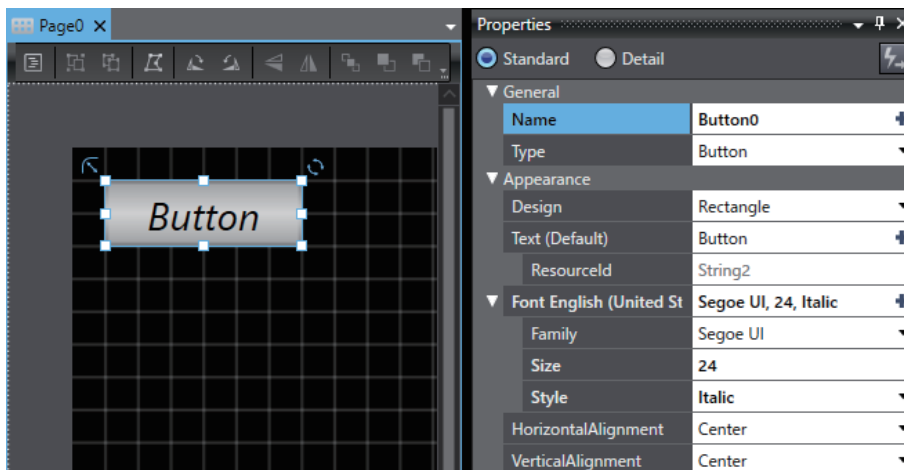 Page0
Button
Properties
Standard Detail
General
Name Button0
Type Button
Appearance
Design Rectangle
Text (Default) Button
ResourceId String2
Font English (United St Segoe UI, 24, Italic
Family Segoe UI
Size 24
Style Italic
HorizontalAlignment Center
VerticalAlignment Center